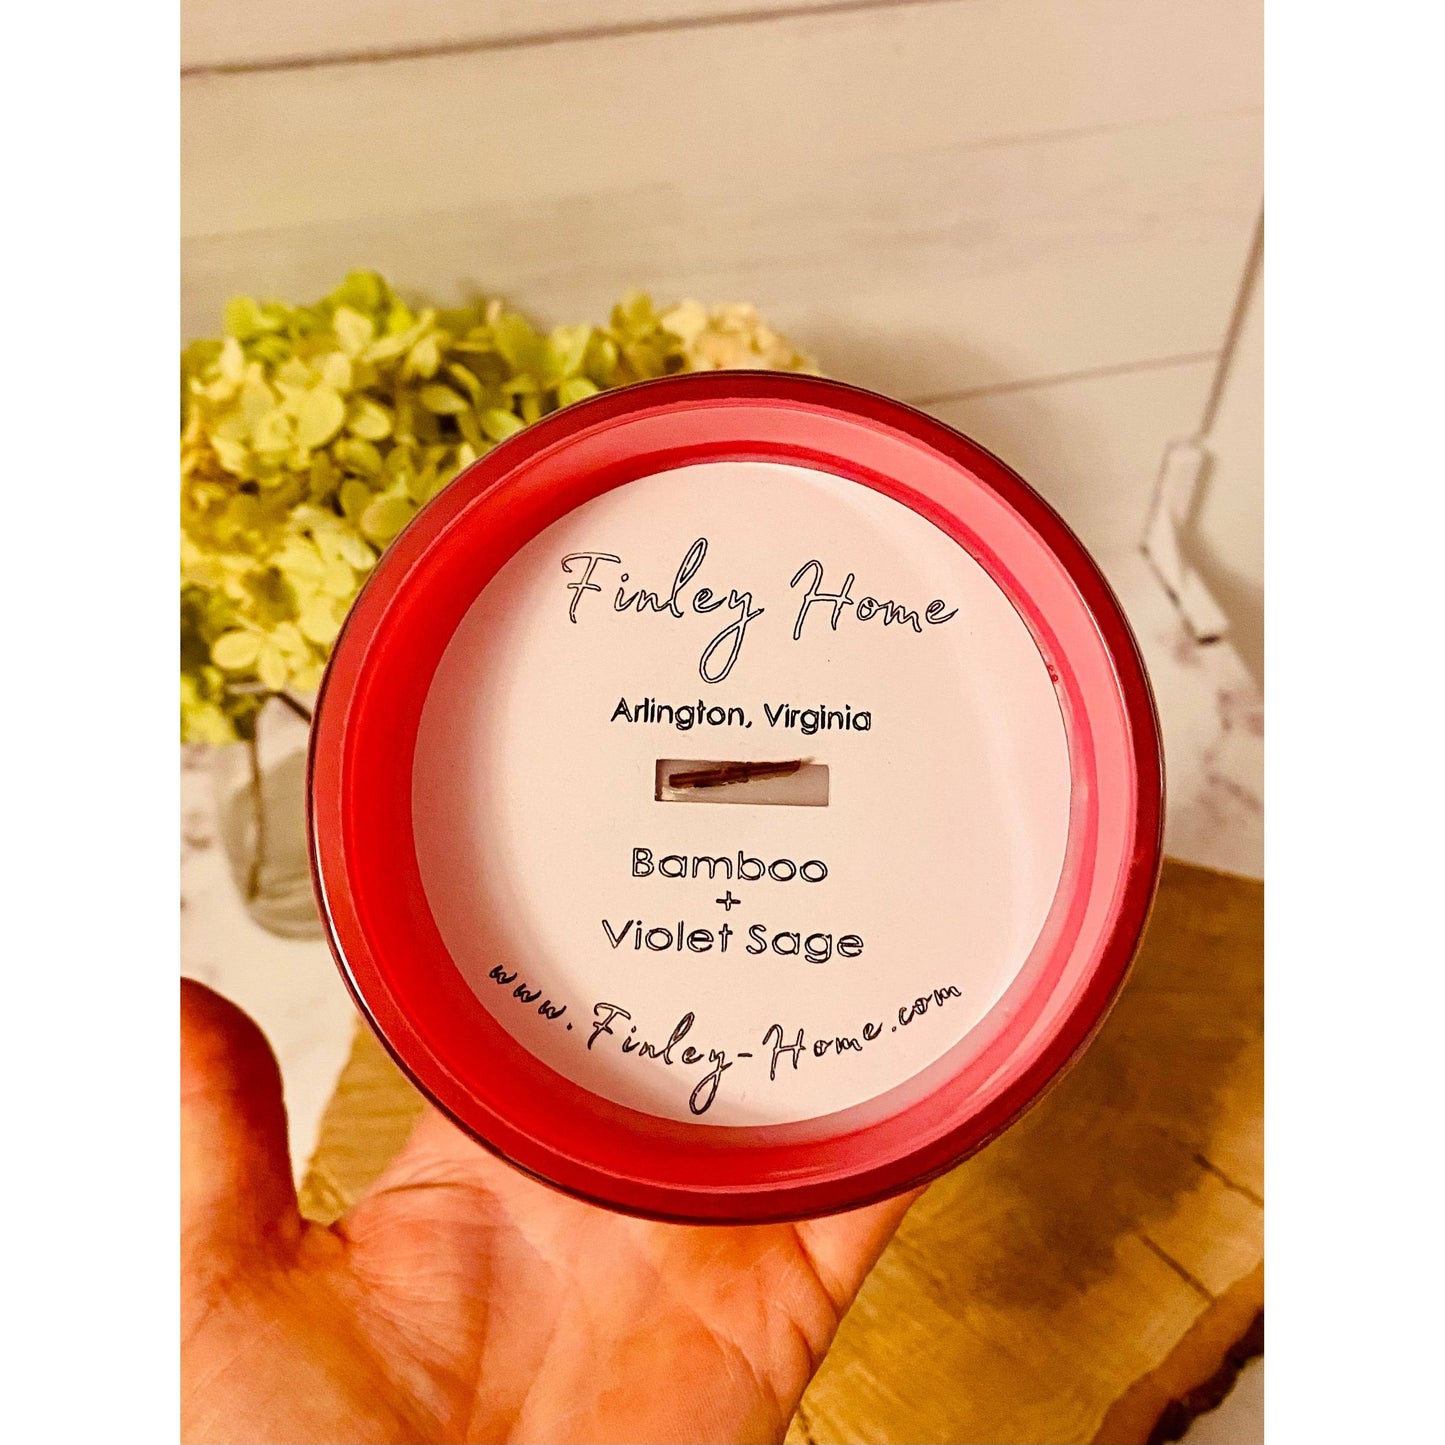 Finley Home
Arlington, Virginia
Bamboo
+
Violet Sage
www.Finley-Home.com